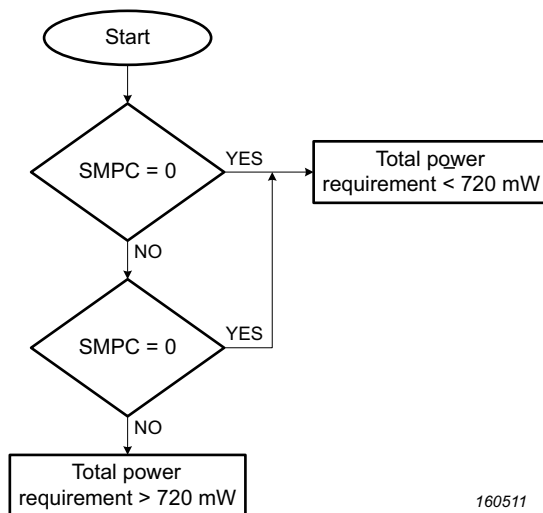 Start
SMPC = 0
YES
Total power
requirement ≤ 720 mW
NO
SMPC = 0
YES
NO
Total power
requirement > 720 mW
160511